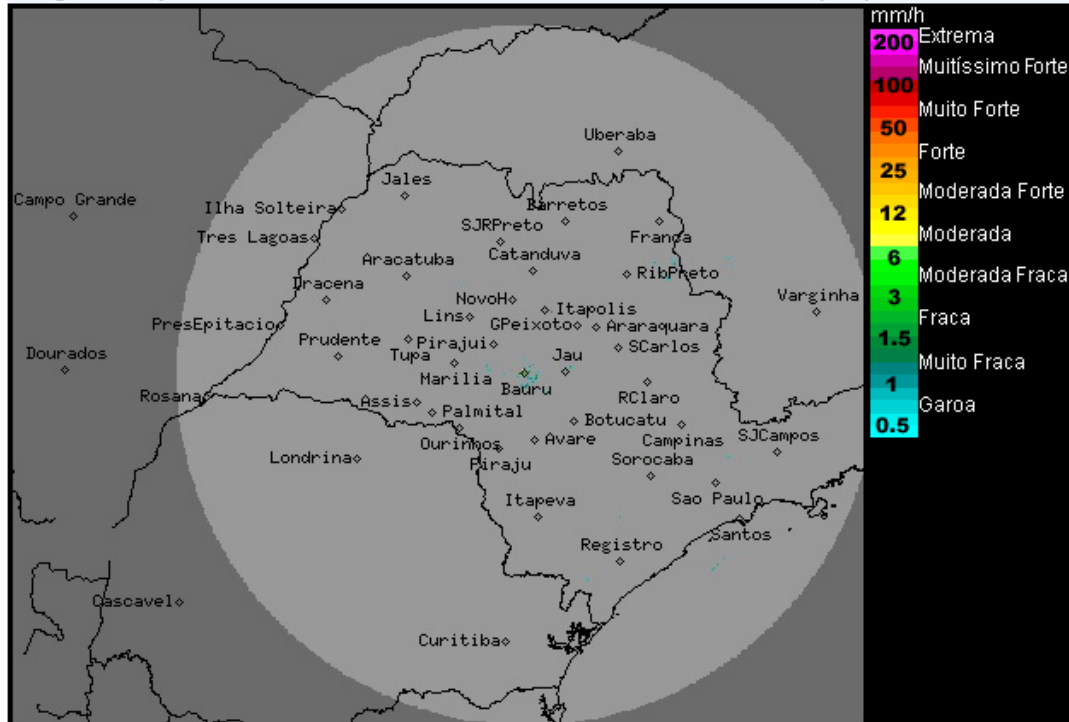 mm/h
200 Extrema
Muitíssimo Forte
100
Muito Forte
50
Forte
25
Moderada Forte
12
Moderada
6
Moderada Fraca
3
Fraca
1.5
Muito Fraca
1
Garoa
0.5
Uberaba
Jales
Campo Grande
Ilha Solteira
Barretos
Tres Lagoas
SJRPreto
Franca
Aracatuba
Catanduva
RibPreto
Dracena
NovoH
Itapolis
Varginha
Lins
GPeixoto
Araraquara
PresEpitacio
Prudente
Pirajui
SCarlos
Dourados
Tupa
Jau
Marilia
Bauru
Rosana
Assis
RClaro
Palmital
Botucatu
Ourinhos
Avare
Campinas
SJCampos
Londrina
Piraju
Sorocaba
Itapeva
Sao Paulo
Santos
Registro
Cascavel
Curitiba